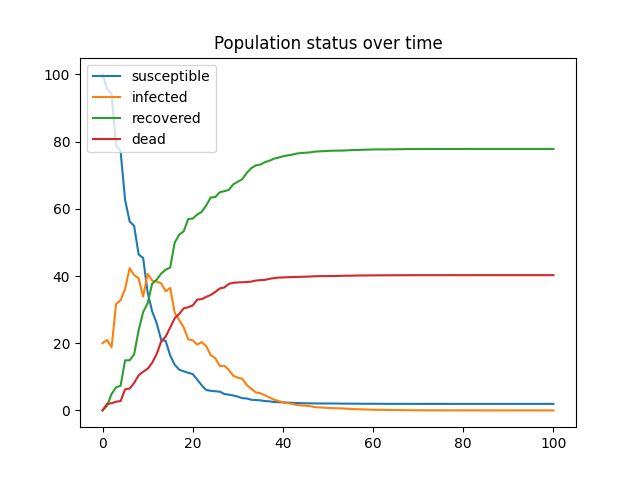 Population status over time
susceptible
infected
recovered
dead
100
80
60
40
20
0
0 20 40 60 80 100